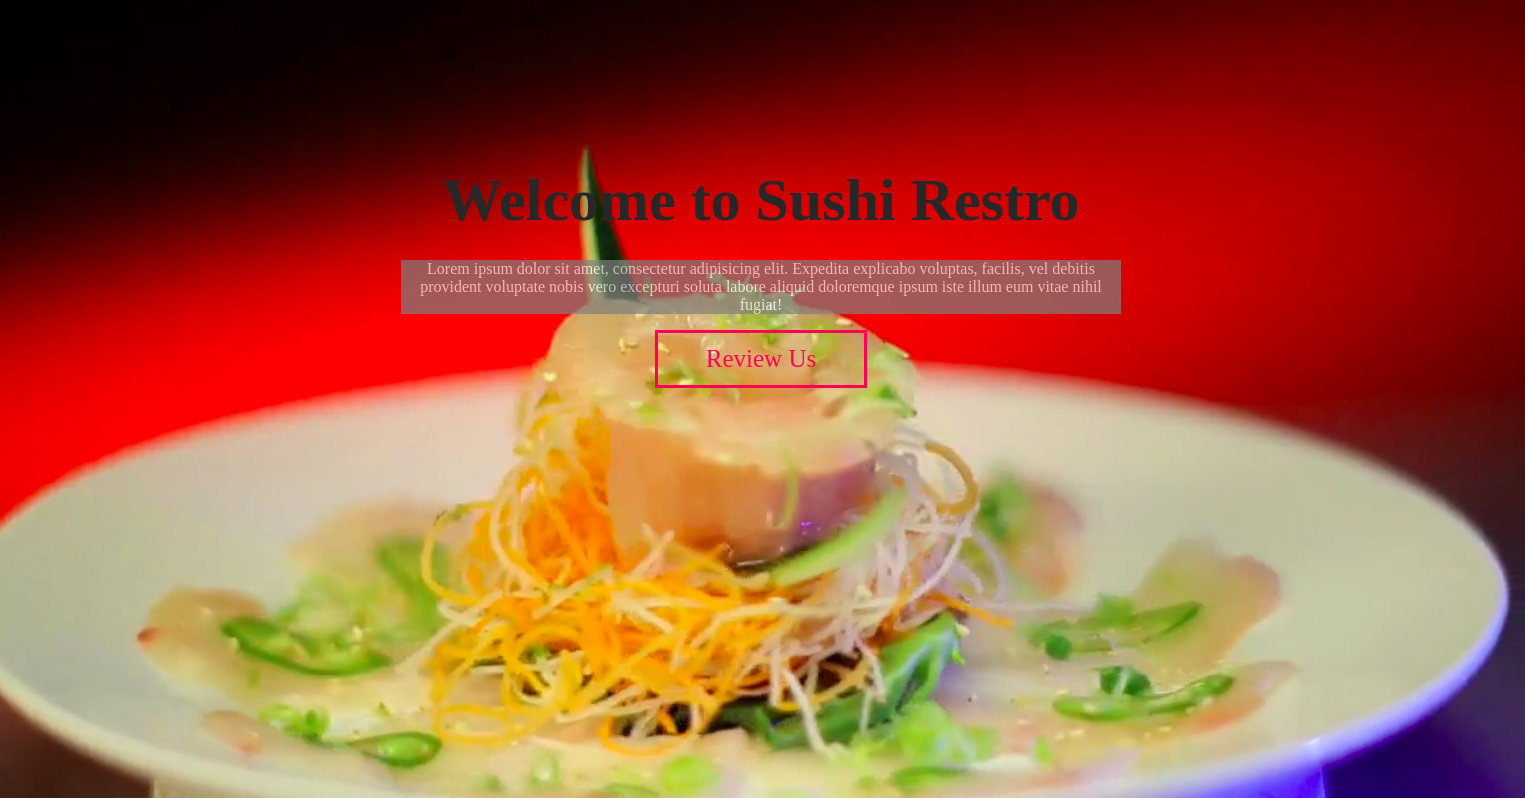 Welcome to Sushi Restro
Lorem ipsum dolor sit amet, consectetur adipisicing elit. Expedita explicabo voluptas, facilis, vel debitis
provident voluptate nobis vero excepturi soluta labore aliquid doloremque ipsum iste illum eum vitae nihil
fugiat!
Review Us